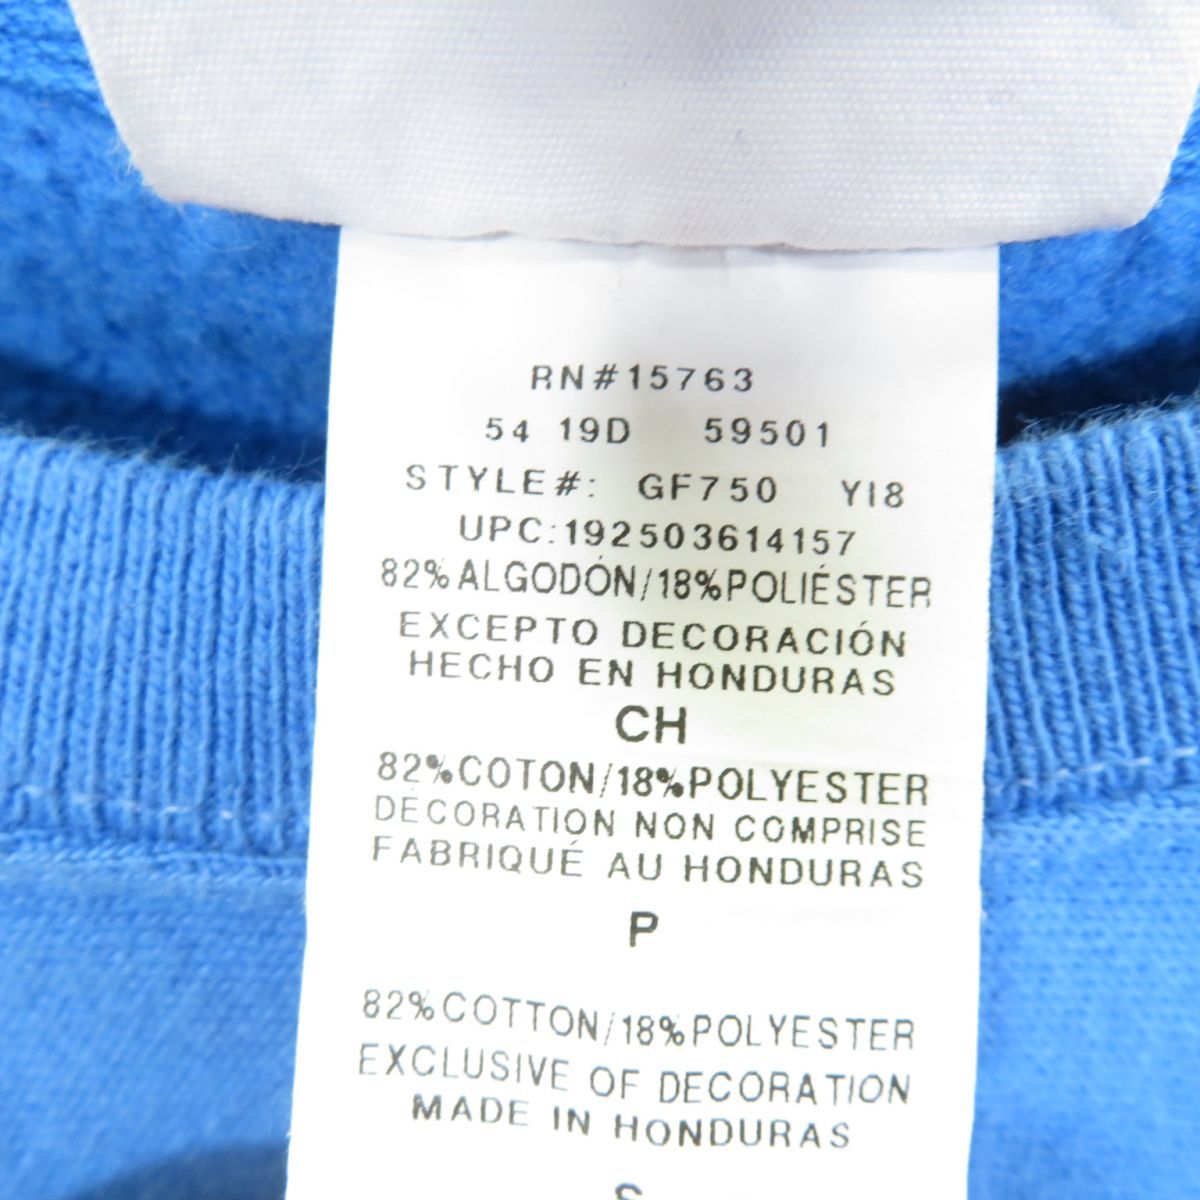 RN#15763
54 19D 59501
STYLE#: GF750 YI8
UPC:192503614157
82% ALGODÓN/18%POLIÉSTER
EXCEPTO DECORACIÓN
HECHO EN HONDURAS
CH
82%COTON/18%POLYESTER
DÉCORATION NON COMPRISE
FABRIQUÉ AU HONDURAS
P
82%COTTON/18%POLYESTER
EXCLUSIVE OF DECORATION
MADE IN HONDURAS
S